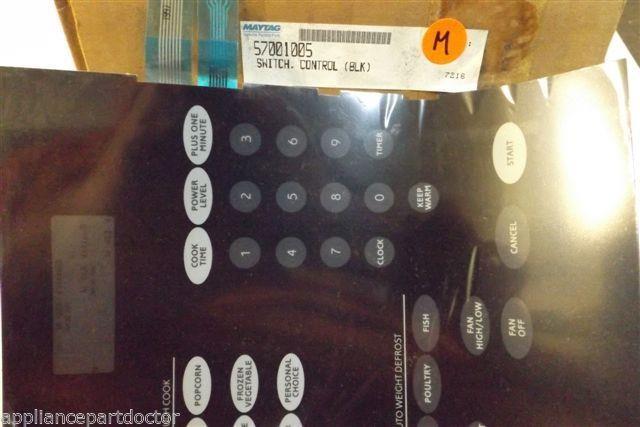 MAYTAG
57001005
SWITCH, CONTROL (BLK)
7216
M
PLUS ONE
MINUTE
3
6
9
TIMER
START
POWER
LEVEL
2
5
8
0
KEEP
WARM
COOK
TIME
1
4
7
CLOCK
CANCEL
FISH
FAN
HIGH/LOW
FAN
OFF
COOK
POPCORN
FROZEN
VEGETABLE
PERSONAL
CHOICE
WEIGHT DEFROST
POULTRY
appliancepartdoctor